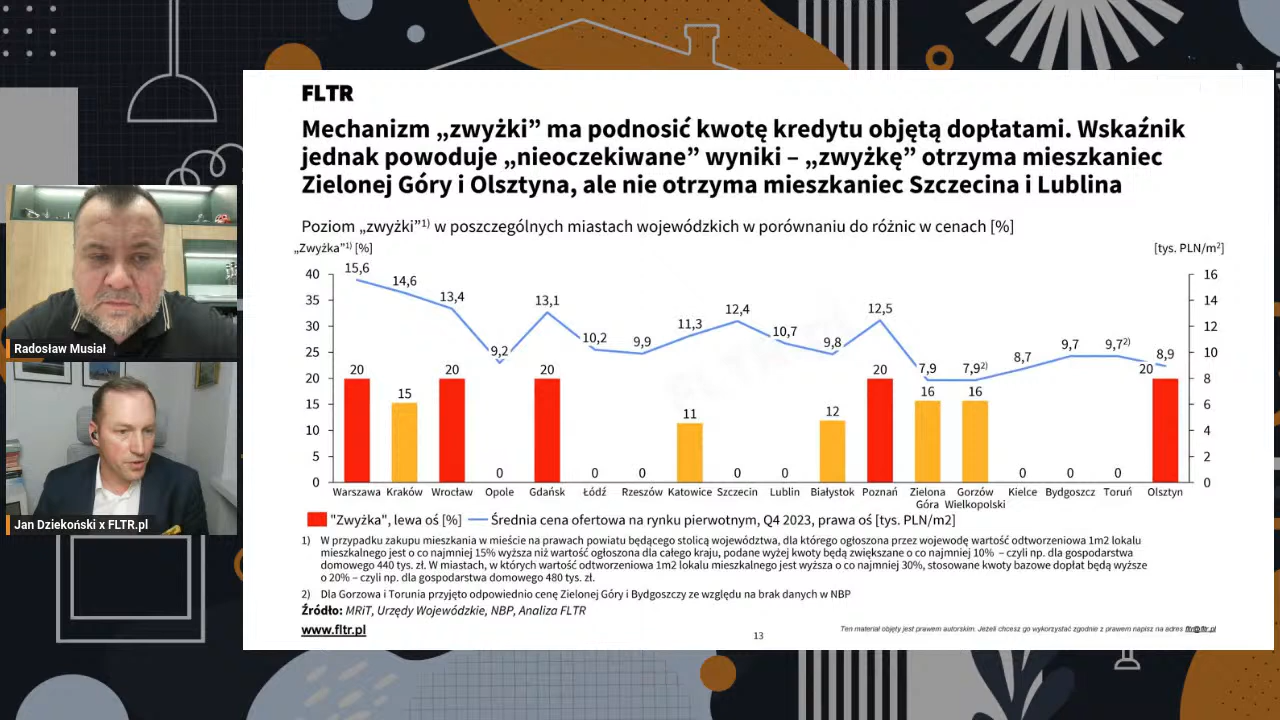 FLTR
Mechanizm „zwyżki” ma podnosić kwotę kredytu objętą dopłatami. Wskaźnik
jednak powoduje „nieoczekiwane” wyniki – „zwyżkę” otrzyma mieszkaniec
Zielonej Góry i Olsztyna, ale nie otrzyma mieszkaniec Szczecina i Lublina
Poziom „zwyżki”1) w poszczególnych miastach wojewódzkich w porównaniu do różnic w cenach [%]
„Zwyżka”1) [%]
[tys. PLN/m2]
40
35
30
25
20
15
10
5
0
15,6
14,6
13,4
9,2
13,1
10,2
9,9
11,3
12,4
10,7
9,8
12,5
7,9
7,92)
8,7
9,7
9,72)
8,9
20
15
20
0
20
0
0
11
0
0
12
20
16
16
0
0
0
20
16
14
12
10
8
6
4
2
0
Warszawa
Kraków
Wrocław
Opole
Gdańsk
Łódź
Rzeszów
Katowice
Szczecin
Lublin
Białystok
Poznań
Zielona
Góra
Gorzów
Wielkopolski
Kielce
Bydgoszcz
Toruń
Olsztyn
"Zwyżka", lewa oś [%]
Średnia cena ofertowa na rynku pierwotnym, Q4 2023, prawa oś [tys. PLN/m2]
1) W przypadku zakupu mieszkania w mieście na prawach powiatu będącego stolicą województwa, dla którego ogłoszona przez wojewodę wartość odtworzeniowa 1m2 lokalu
mieszkalnego jest o co najmniej 15% wyższa niż wartość ogłoszona dla całego kraju, podane wyżej kwoty będą zwiększane o co najmniej 10% – czyli np. dla gospodarstwa
domowego 440 tys. zł. W miastach, w których wartość odtworzeniowa 1m2 lokalu mieszkalnego jest wyższa o co najmniej 30%, stosowane kwoty bazowe dopłat będą wyższe
o 20% – czyli np. dla gospodarstwa domowego 480 tys. zł.
2) Dla Gorzowa i Torunia przyjęto odpowiednio cenę Zielonej Góry i Bydgoszczy ze względu na brak danych w NBP
Źródło: MRiT, Urzędy Wojewódzkie, NBP, Analiza FLTR
www.fltr.pl
13
Ten materiał objęty jest prawem autorskim. Jeżeli chcesz go wykorzystać zgodnie z prawem napisz na adres fltr@fltr.pl
Radosław Musiał
Jan Dziekoński x FLTR.pl